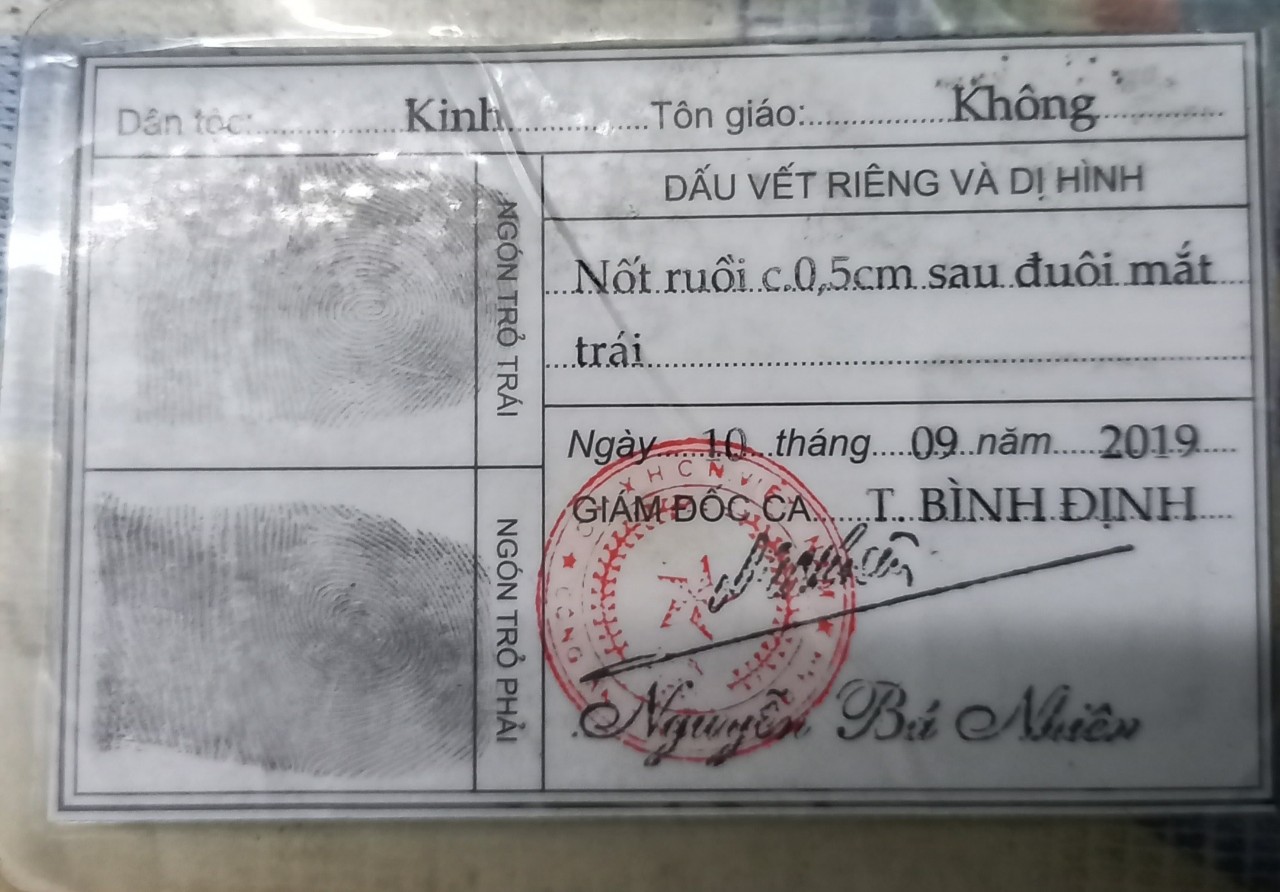 Dân tộc: Kinh Tôn giáo: Không
NGÓN TRỎ TRÁI
DẤU VẾT RIÊNG VÀ DỊ HÌNH
Nốt ruồi c.0,5cm sau đuôi mắt
trái
Ngày 10 tháng 09 năm 2019
GIÁM ĐỐC CA T. BÌNH ĐỊNH
NGÓN TRỎ PHẢI
XHCN VIỆT
Nguyễn Bá Nhiên